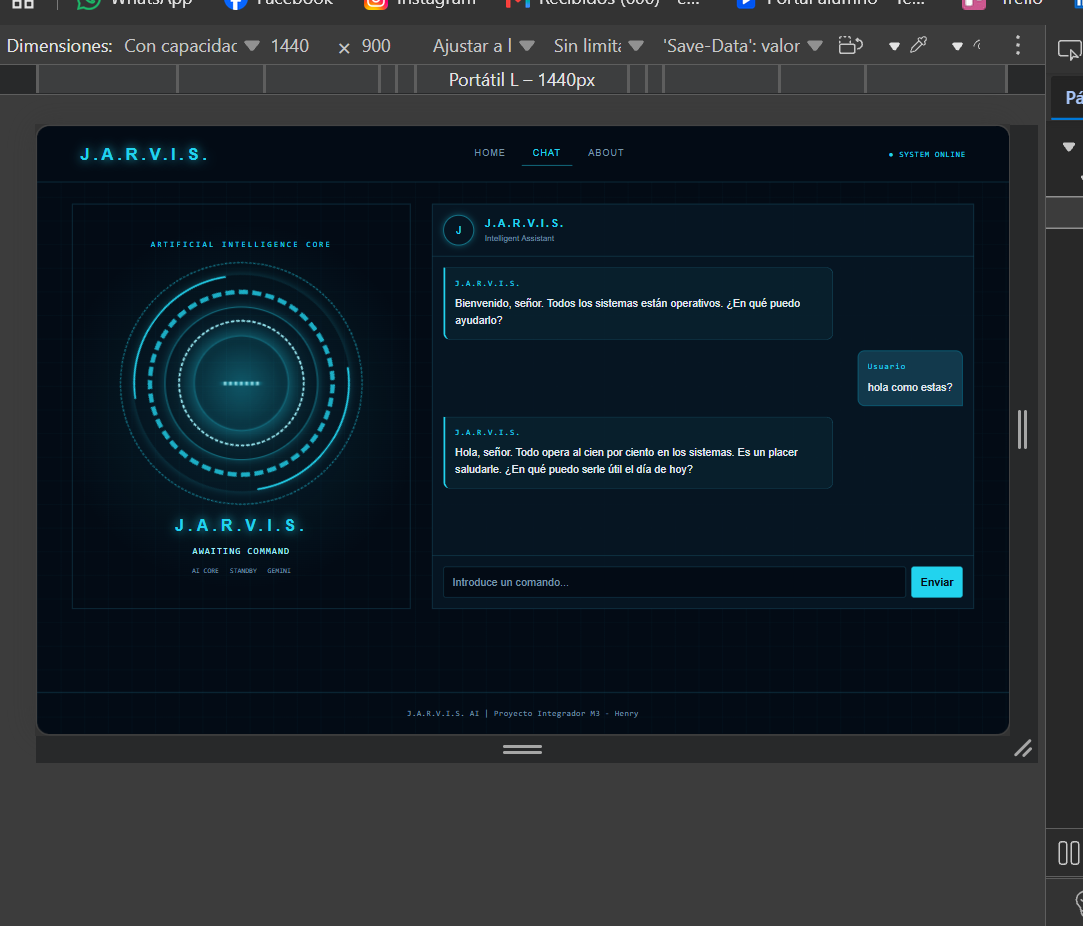 WhatsApp
Facebook
Instagram
Portal alumno
Trello
Dimensiones: Con capacidac 1440 × 900 Ajustar a l Sin limita 'Save-Data': valor
Portátil L – 1440px
Pá
J.A.R.V.I.S.
HOME CHAT ABOUT
SYSTEM ONLINE
ARTIFICIAL INTELLIGENCE CORE
J.A.R.V.I.S.
AWAITING COMMAND
AI CORE STANDBY GEMINI
J
J.A.R.V.I.S.
Intelligent Assistant
J.A.R.V.I.S.
Bienvenido, señor. Todos los sistemas están operativos. ¿En qué puedo
ayudarlo?
Usuario
hola como estas?
J.A.R.V.I.S.
Hola, señor. Todo opera al cien por ciento en los sistemas. Es un placer
saludarle. ¿En qué puedo serle útil el día de hoy?
Introduce un comando...
Enviar
J.A.R.V.I.S. AI | Proyecto Integrador M3 - Henry